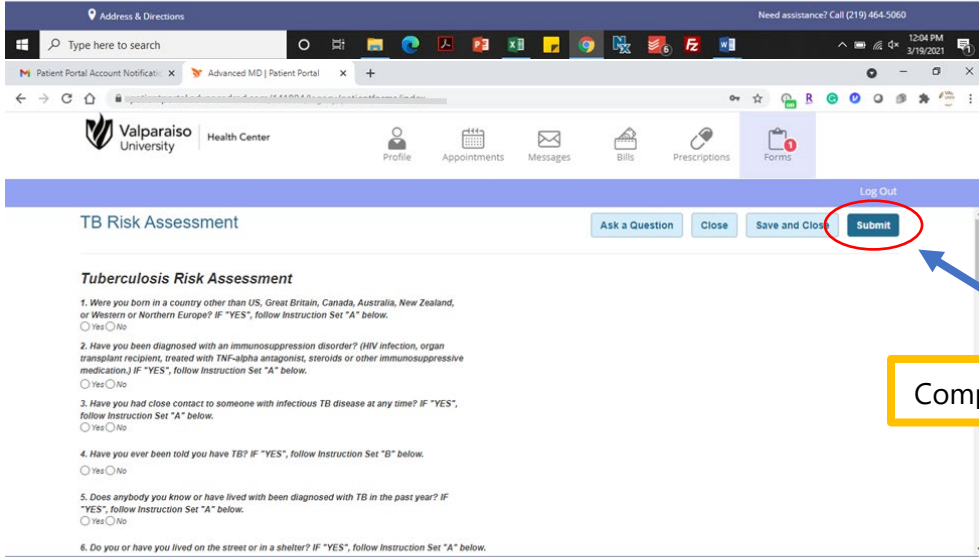 Address & Directions
Need assistance? Call (219) 464-5060
Type here to search
6
12:04 PM
3/19/2021
1
Patient Portal Account Notificatio
Advanced MD | Patient Portal
Valparaiso
University
Health Center
Profile
Appointments
Messages
Bills
Prescriptions
Forms
1
Log Out
TB Risk Assessment
Ask a Question
Close
Save and Close
Submit
Tuberculosis Risk Assessment
1. Were you born in a country other than US, Great Britain, Canada, Australia, New Zealand,
or Western or Northern Europe? IF "YES", follow Instruction Set "A" below.
Yes No
2. Have you been diagnosed with an immunosuppression disorder? (HIV infection, organ
transplant recipient, treated with TNF-alpha antagonist, steroids or other immunosuppressive
medication.) IF "YES", follow Instruction Set "A" below.
Yes No
3. Have you had close contact to someone with infectious TB disease at any time? IF "YES",
follow Instruction Set "A" below.
Yes No
4. Have you ever been told you have TB? IF "YES", follow Instruction Set "B" below.
Yes No
5. Does anybody you know or have lived with been diagnosed with TB in the past year? IF
"YES", follow Instruction Set "A" below.
Yes No
6. Do you or have you lived on the street or in a shelter? IF "YES", follow Instruction Set "A" below.
Comp